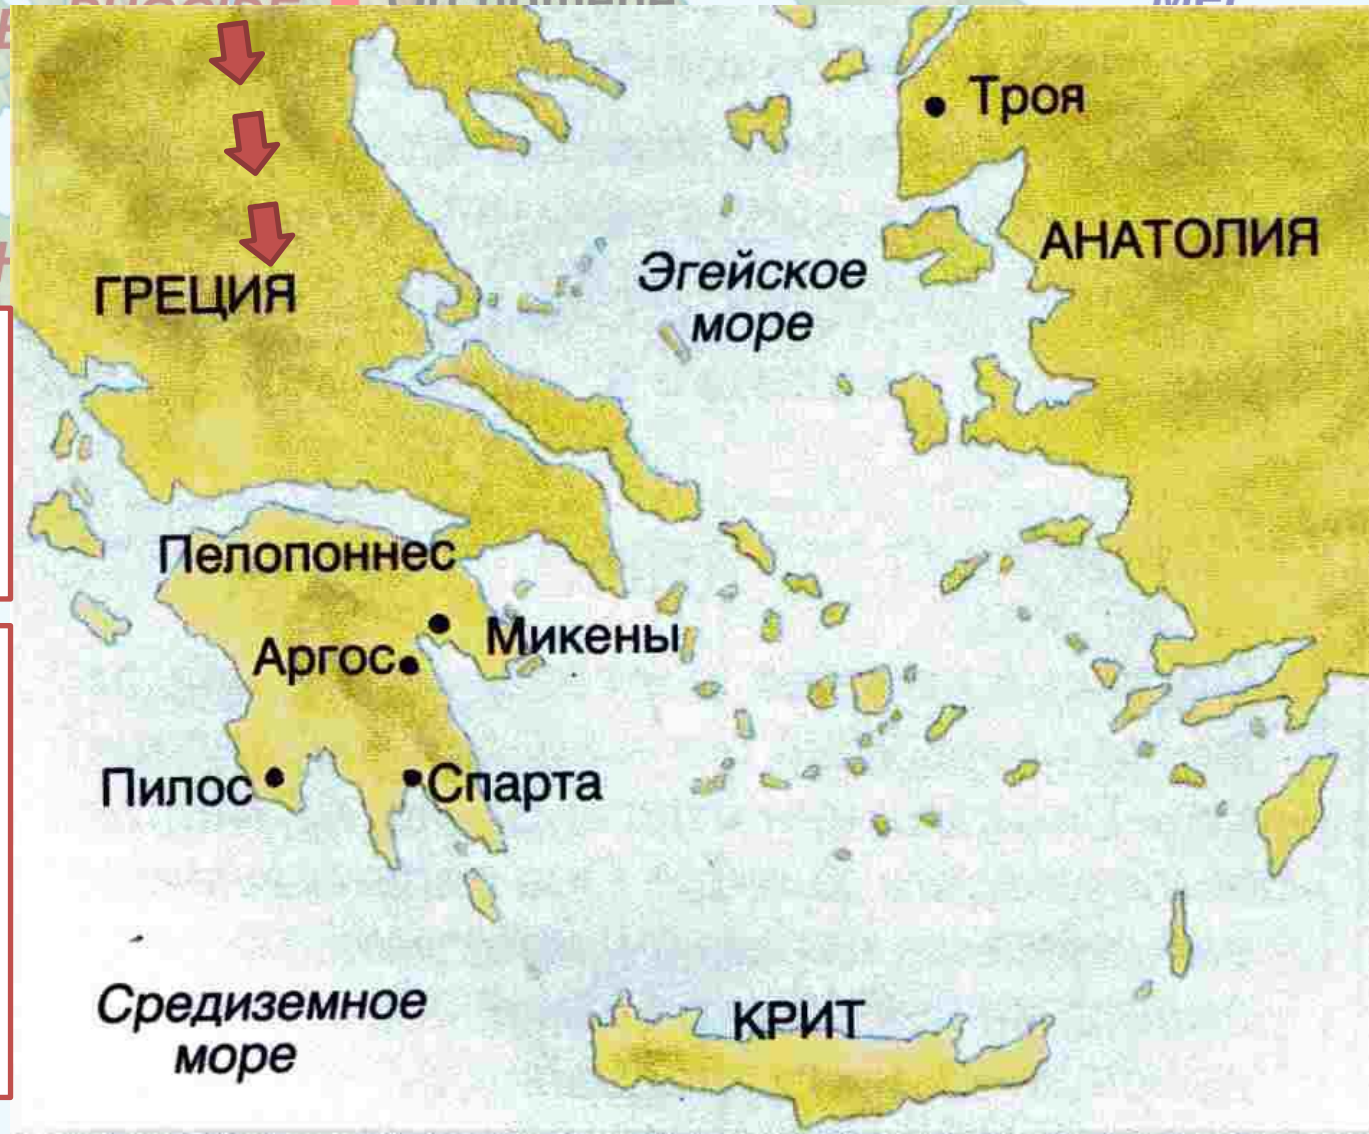 Троя
АНАТОЛИЯ
Эгейское
море
ГРЕЦИЯ
Пелопоннес
Микены
Аргос
Пилос
Спарта
Средиземное
море
КРИТ